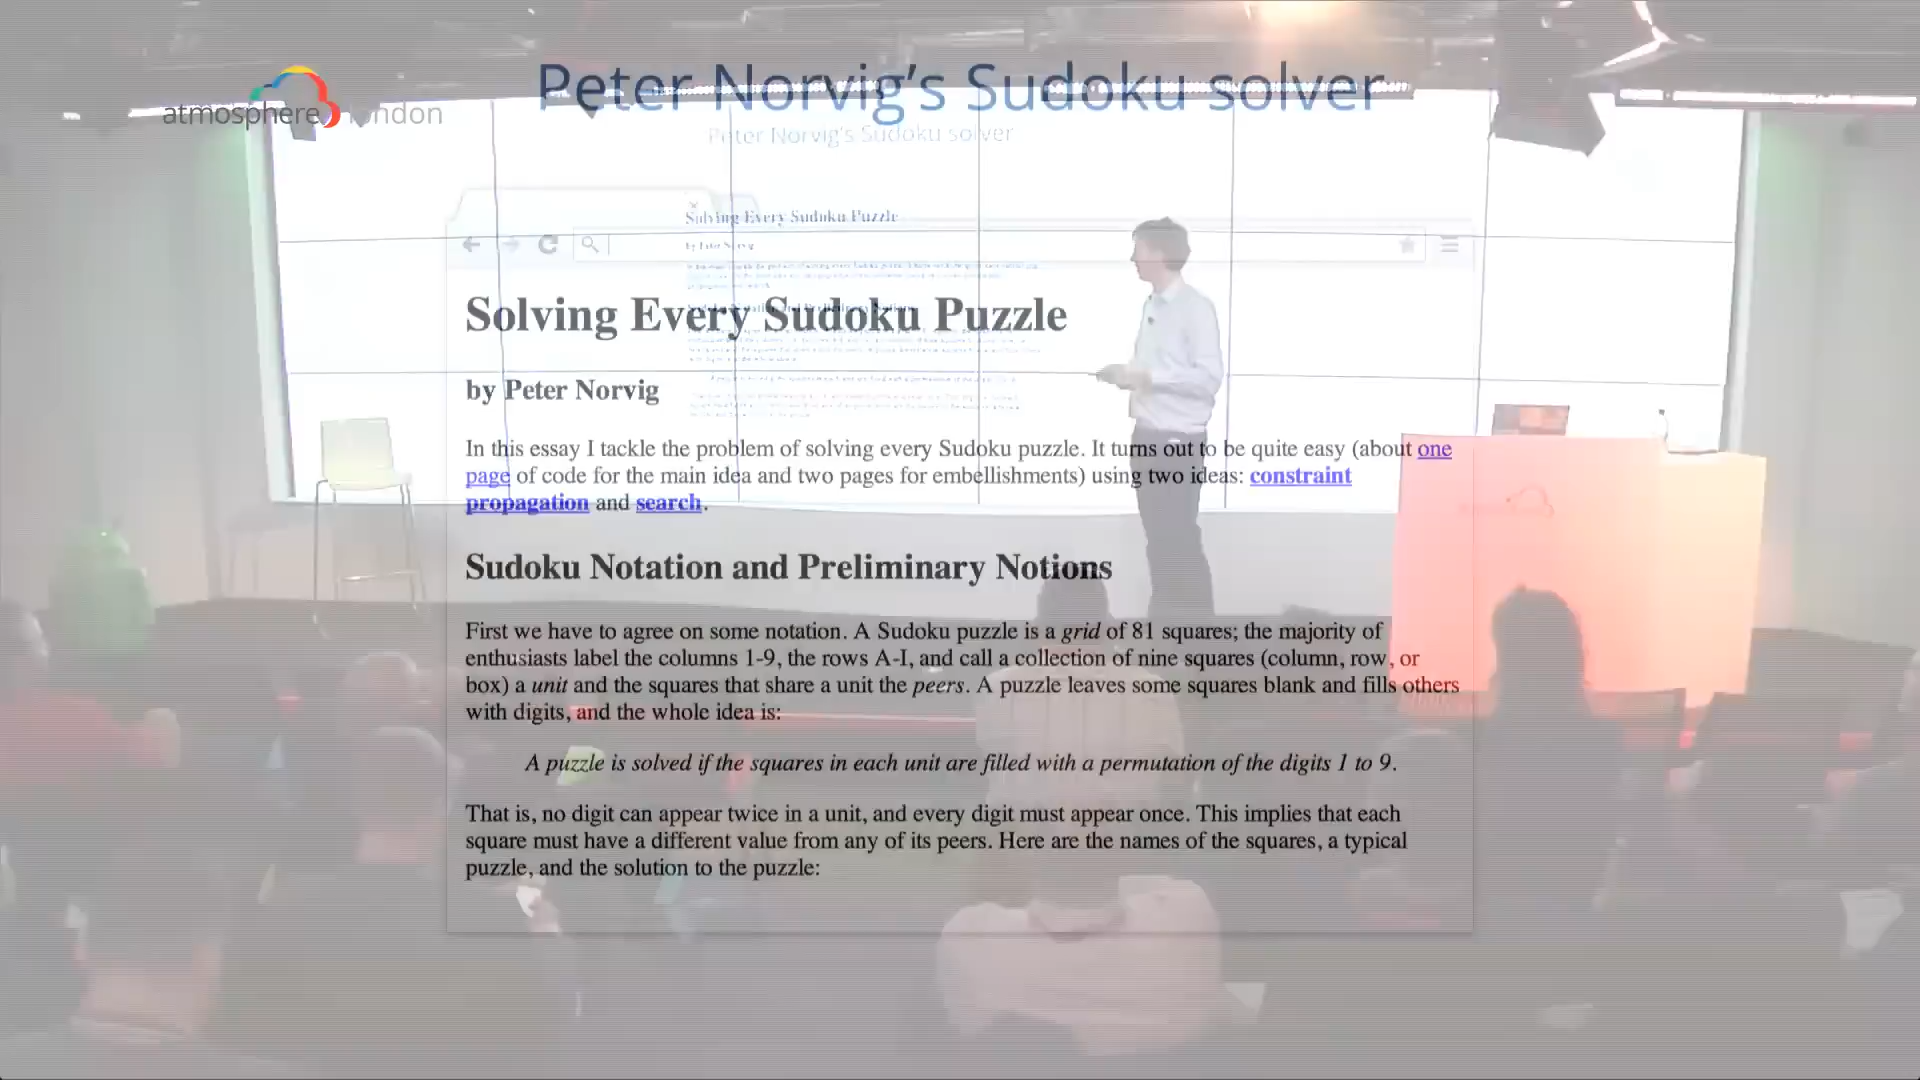 Peter Norvig's Sudoku solver
atmosphere london
Peter Norvig's Sudoku solver
Solving Every Sudoku Puzzle
by Peter Norvig
Solving Every Sudoku Puzzle
by Peter Norvig
In this essay I tackle the problem of solving every Sudoku puzzle. It turns out to be quite easy (about one
page of code for the main idea and two pages for embellishments) using two ideas: constraint
propagation and search.
Sudoku Notation and Preliminary Notions
First we have to agree on some notation. A Sudoku puzzle is a grid of 81 squares; the majority of
enthusiasts label the columns 1-9, the rows A-I, and call a collection of nine squares (column, row, or
box) a unit and the squares that share a unit the peers. A puzzle leaves some squares blank and fills others
with digits, and the whole idea is:
A puzzle is solved if the squares in each unit are filled with a permutation of the digits 1 to 9.
That is, no digit can appear twice in a unit, and every digit must appear once. This implies that each
square must have a different value from any of its peers. Here are the names of the squares, a typical
puzzle, and the solution to the puzzle: